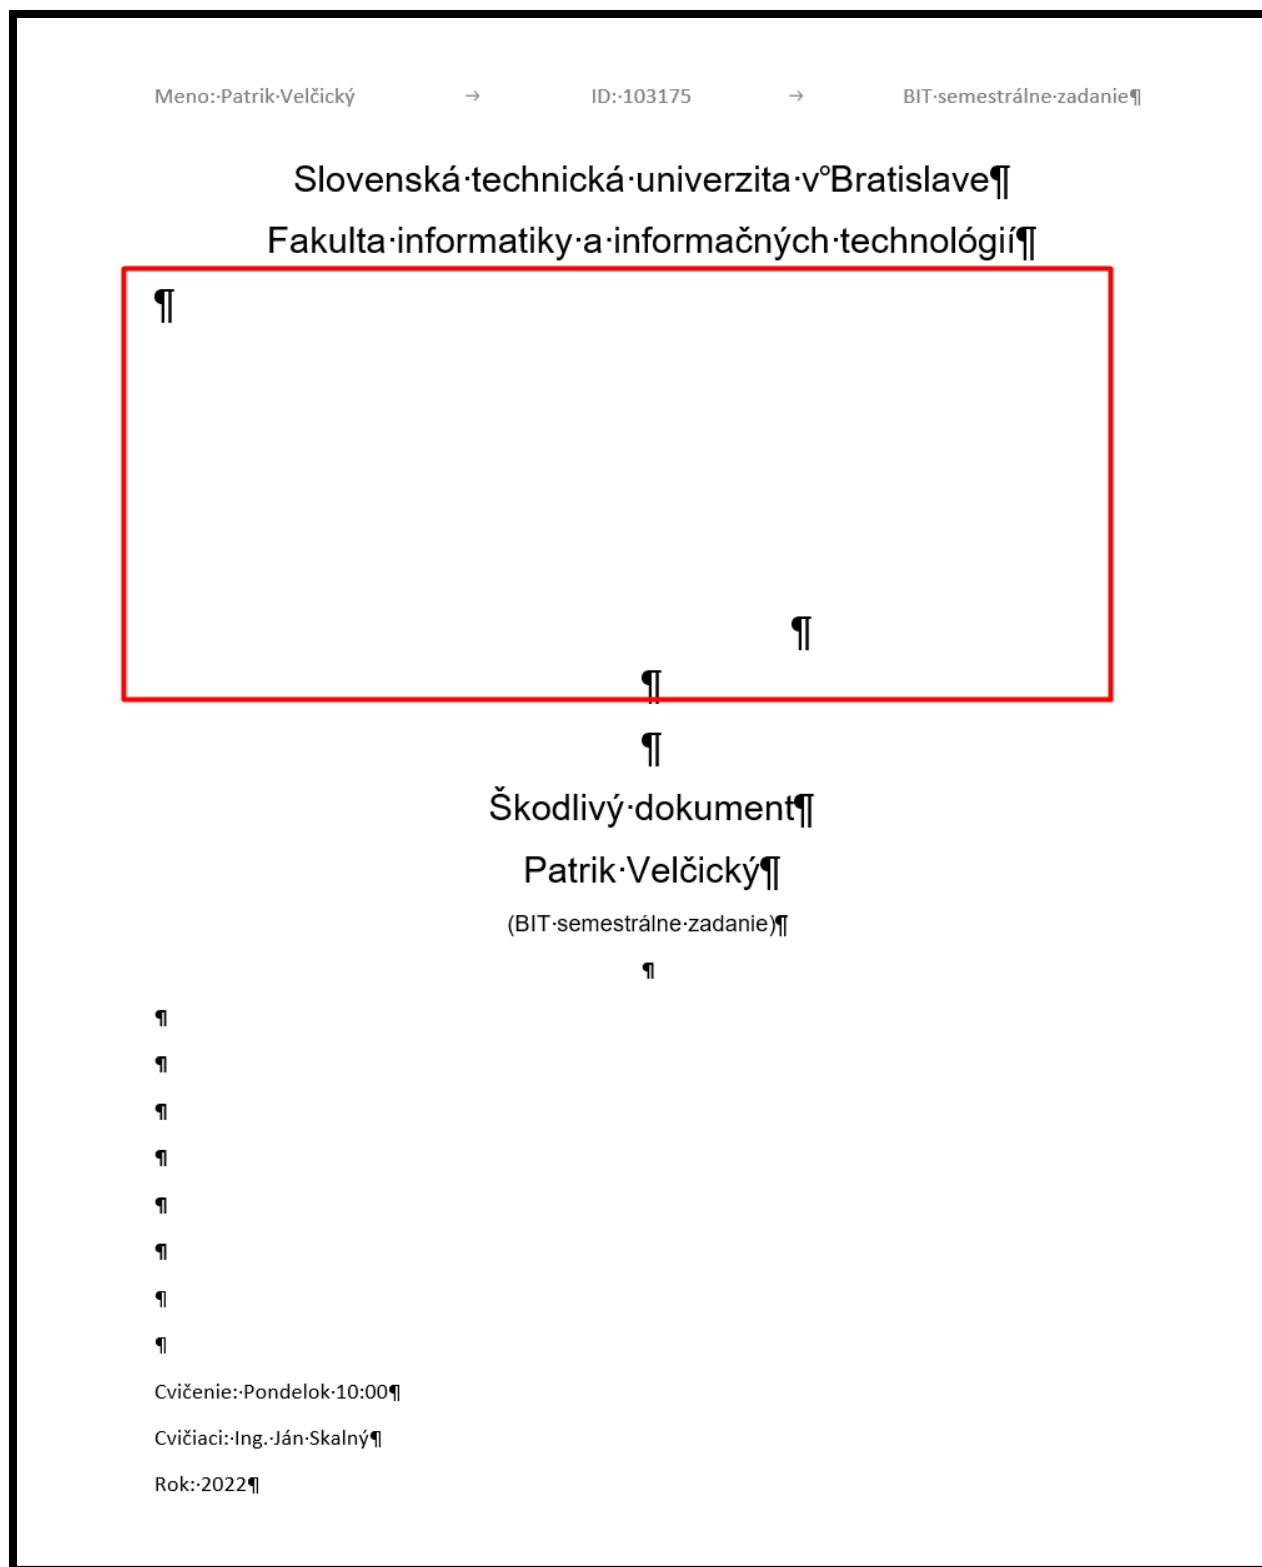 Meno: Patrik Velčický → ID: 103175 → BIT semestrálne zadanie¶
Slovenská technická univerzita v°Bratislave¶
Fakulta informatiky a informačných technológií¶
¶
¶
¶
¶
Škodlivý dokument¶
Patrik Velčický¶
(BIT semestrálne zadanie)¶
¶
¶
¶
¶
¶
¶
¶
¶
¶
Cvičenie: Pondelok 10:00¶
Cvičiaci: Ing. Ján Skalný¶
Rok: 2022¶